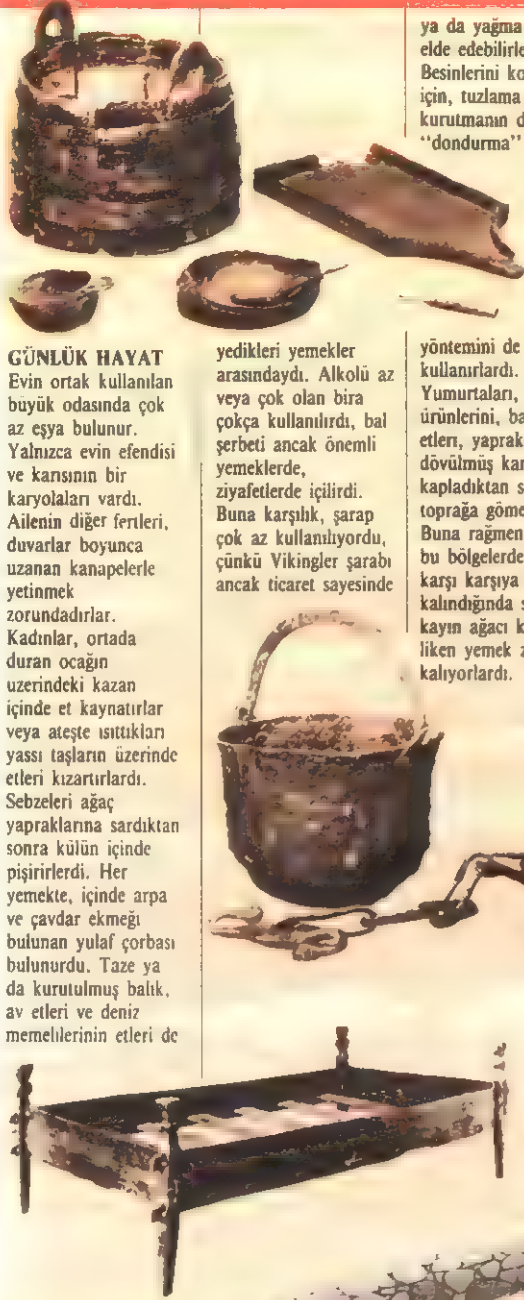 GÜNLÜK HAYAT
Evin ortak kullanılan
büyük odasında çok
az eşya bulunur.
Yalnızca evin efendisi
ve karısının bir
karyolaları vardı.
Ailenin diğer fertleri,
duvarlar boyunca
uzanan kanapelerle
yetinmek
zorundadırlar.
Kadınlar, ortada
duran ocağın
uzerindeki kazan
içinde et kaynatırlar
veya ateşte ısıttıkları
yassı taşların üzerinde
etleri kızartırlardı.
Sebzeleri ağaç
yapraklarına sardıktan
sonra külün içinde
pişirirlerdi. Her
yemekte, içinde arpa
ve çavdar ekmeği
bulunan yulaf çorbası
bulunurdu. Taze ya
da kurutulmuş balık,
av etleri ve deniz
memelilerinin etleri de
yedikleri yemekler
arasındaydı. Alkolü az
veya çok olan bira
çokça kullanılırdı, bal
şerbeti ancak önemli
yemeklerde,
ziyafetlerde içilirdi.
Buna karşılık, şarap
çok az kullanılıyordu,
çünkü Vikingler şarabı
ancak ticaret sayesinde
ya da yağma
elde
Besinlerini
için, tuzlama
kurutmanın
"dondurma"
yöntemini de
kullanırlardı.
Yumurtaları,
ürünlerini,
etleri,
dövülmüş
kapladıktan
toprağa
Buna rağmen
bu bölgelerde
karşı karşıya
kalındığında
kayın ağacı
liken yemek
kalıyorlardı.